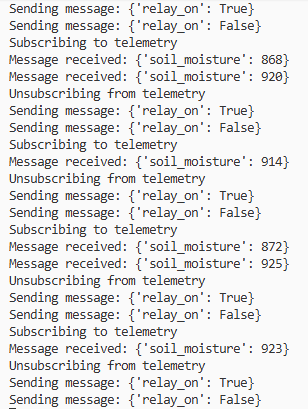 Sending message: {'relay_on': True}
Sending message: {'relay_on': False}
Subscribing to telemetry
Message received: {'soil_moisture': 868}
Message received: {'soil_moisture': 920}
Unsubscribing from telemetry
Sending message: {'relay_on': True}
Sending message: {'relay_on': False}
Subscribing to telemetry
Message received: {'soil_moisture': 914}
Unsubscribing from telemetry
Sending message: {'relay_on': True}
Sending message: {'relay_on': False}
Subscribing to telemetry
Message received: {'soil_moisture': 872}
Message received: {'soil_moisture': 925}
Unsubscribing from telemetry
Sending message: {'relay_on': True}
Sending message: {'relay_on': False}
Subscribing to telemetry
Message received: {'soil_moisture': 923}
Unsubscribing from telemetry
Sending message: {'relay_on': True}
Sending message: {'relay_on': False}